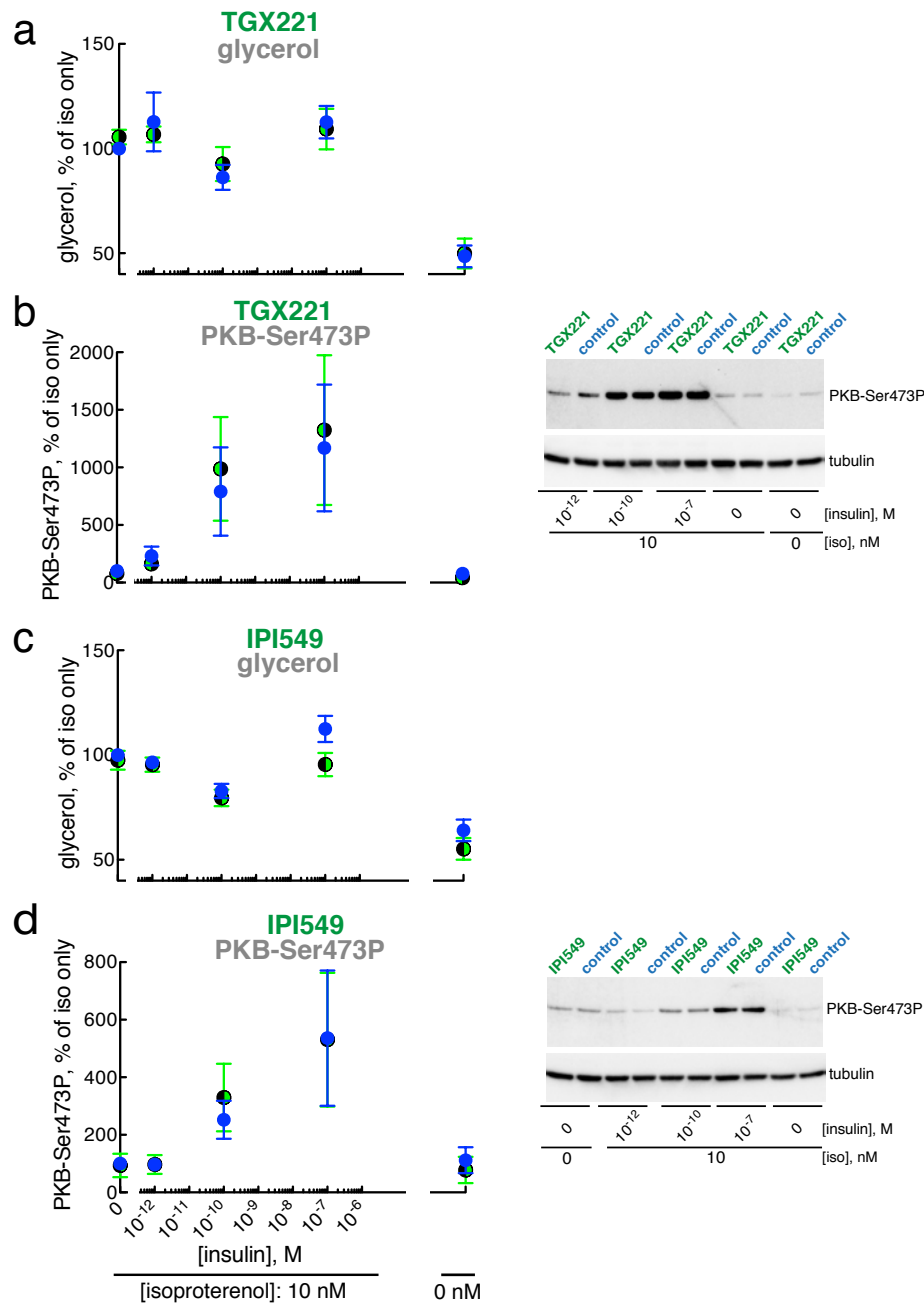 a
TGX221
glycerol
glycerol, % of iso only
150
100
50
b
TGX221
PKB-Ser473P
PKB-Ser473P, % of iso only
2000
1500
1000
500
0
TGX221 control TGX221 control TGX221 control TGX221 control TGX221 control
PKB-Ser473P
tubulin
10-12 10-10 10-7 0 0 [insulin], M
10 0 [iso], nM
c
IPI549
glycerol
glycerol, % of iso only
150
100
50
d
IPI549
PKB-Ser473P
PKB-Ser473P, % of iso only
800
600
400
200
0
0 10-12 10-11 10-10 10-9 10-8 10-7 10-6
[insulin], M
[isoproterenol]: 10 nM 0 nM
IPI549 control IPI549 control IPI549 control IPI549 control IPI549 control
PKB-Ser473P
tubulin
0 10-12 10-10 10-7 0 [insulin], M
0 10 [iso], nM